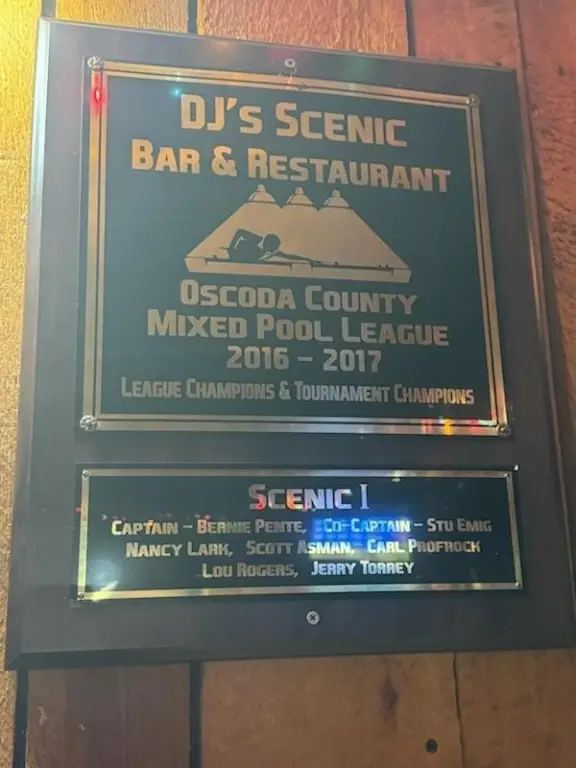 DJ's Scenic
Bar & Restaurant
Oscoda County
Mixed Pool League
2016 – 2017
League Champions & Tournament Champions
Scenic I
Captain – Bernie Pente, Co-Captain – Stu Emig
Nancy Lark, Scott Asman, Carl Profrock
Lou Rogers, Jerry Torrey